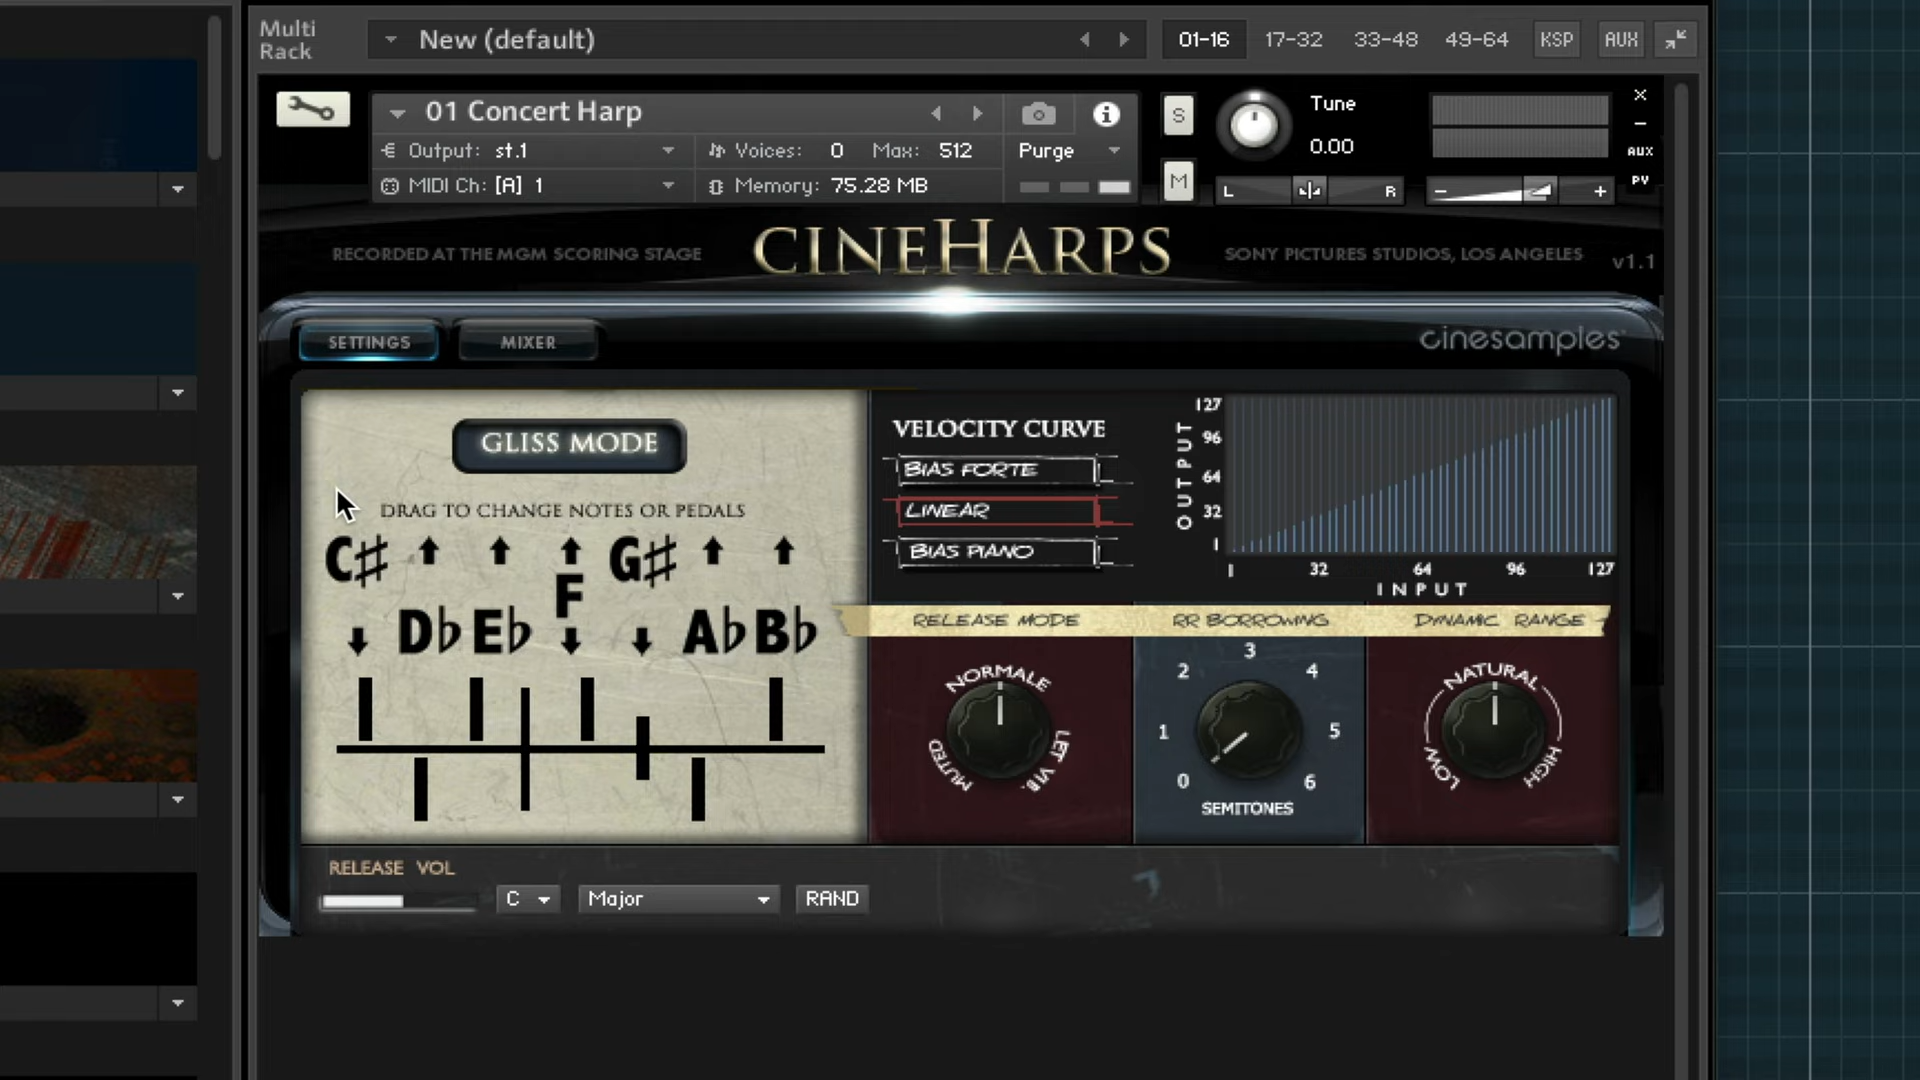 Multi Rack
New (default)
01-16 17-32 33-48 49-64 KSP AUX
01 Concert Harp
Output: st.1
Voices: 0 Max: 512
Purge
MIDI Ch: [A] 1
Memory: 75.28 MB
S
M
Tune
0.00
L R
- +
×
AUX
PV
RECORDED AT THE MGM SCORING STAGE
CINEHARPS
SONY PICTURES STUDIOS, LOS ANGELES
v1.1
SETTINGS
MIXER
cinesamples
GLISS MODE
DRAG TO CHANGE NOTES OR PEDALS
C♯ G♯
F
D♭ E♭ A♭ B♭
VELOCITY CURVE
BIAS FORTE
LINEAR
BIAS PIANO
OUTPUT
127
96
64
32
1
1 32 64 96 127
INPUT
RELEASE MODE
NORMALE
MUTED
LET VIB.
RR BORROWING
0 1 2 3 4 5 6
SEMITONES
DYNAMIC RANGE
NATURAL
LOW
HIGH
RELEASE VOL
C
Major
RAND